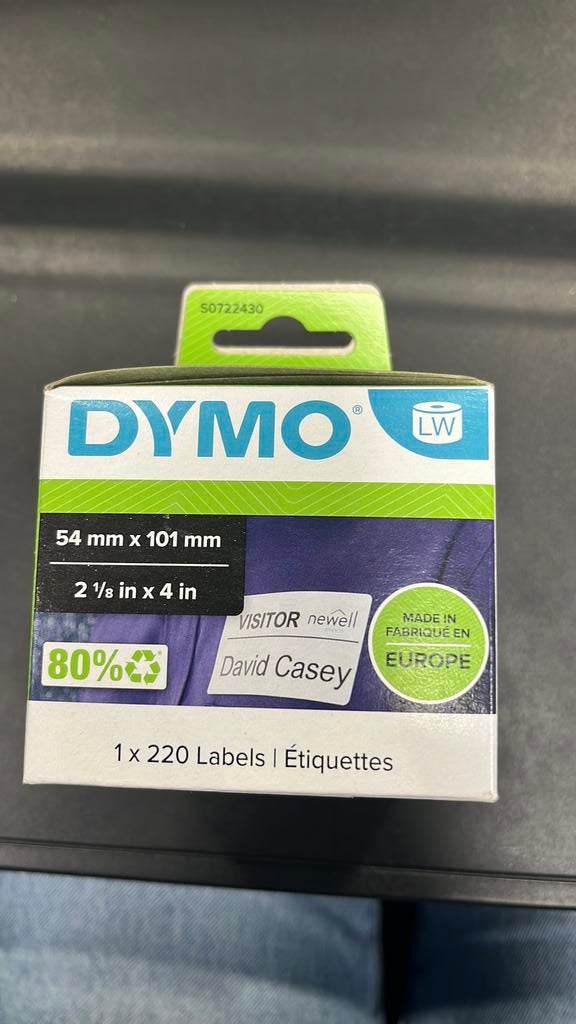 S0722430
DYMO®
LW
54 mm x 101 mm
2 1/8 in x 4 in
VISITOR newell
David Casey
MADE IN
FABRIQUÉ EN
EUROPE
80%
1 x 220 Labels | Étiquettes